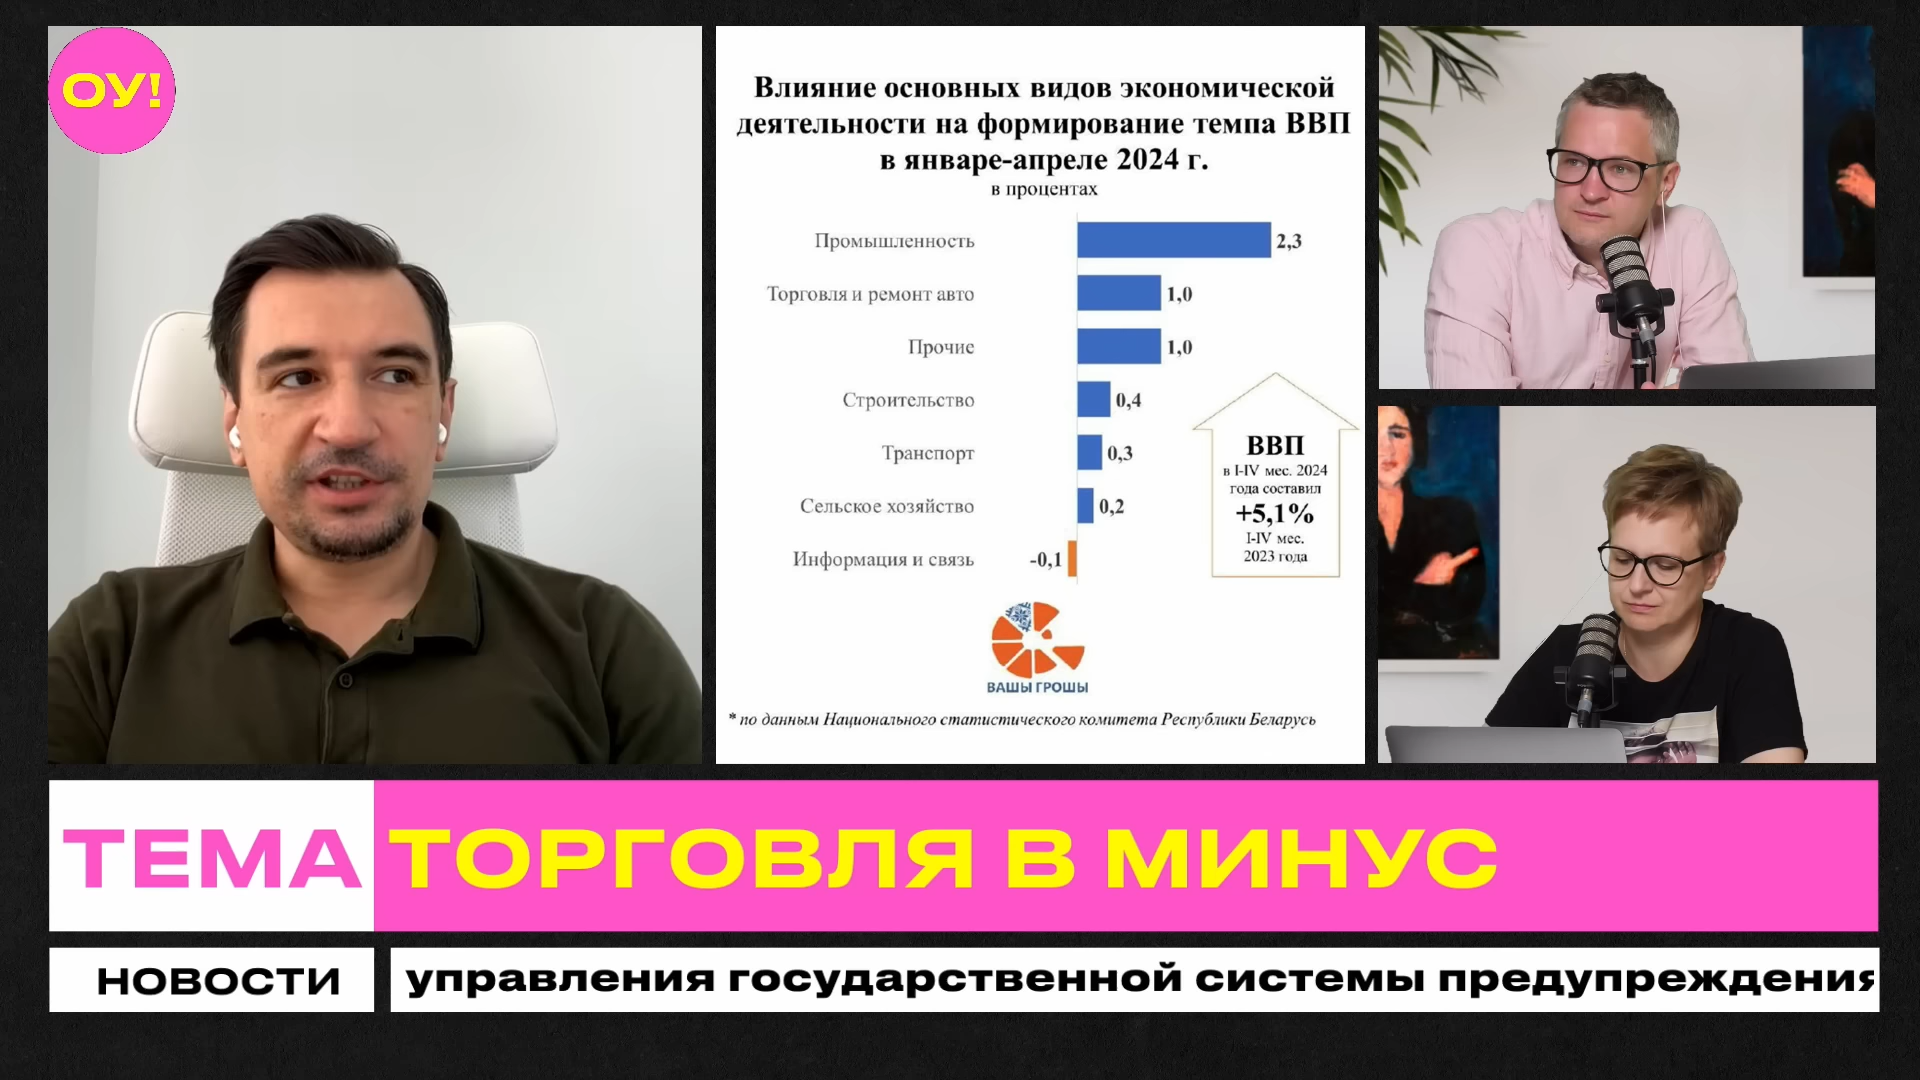 ОУ!
Влияние основных видов экономической
деятельности на формирование темпа ВВП
в январе-апреле 2024 г.
в процентах
Промышленность 2,3
Торговля и ремонт авто 1,0
Прочие 1,0
Строительство 0,4
Транспорт 0,3
Сельское хозяйство 0,2
Информация и связь -0,1
ВВП
в I-IV мес. 2024
года составил
+5,1%
I-IV мес.
2023 года
ВАШЫ ГРОШЫ
* по данным Национального статистического комитета Республики Беларусь
ТЕМА ТОРГОВЛЯ В МИНУС
НОВОСТИ управления государственной системы предупреждения